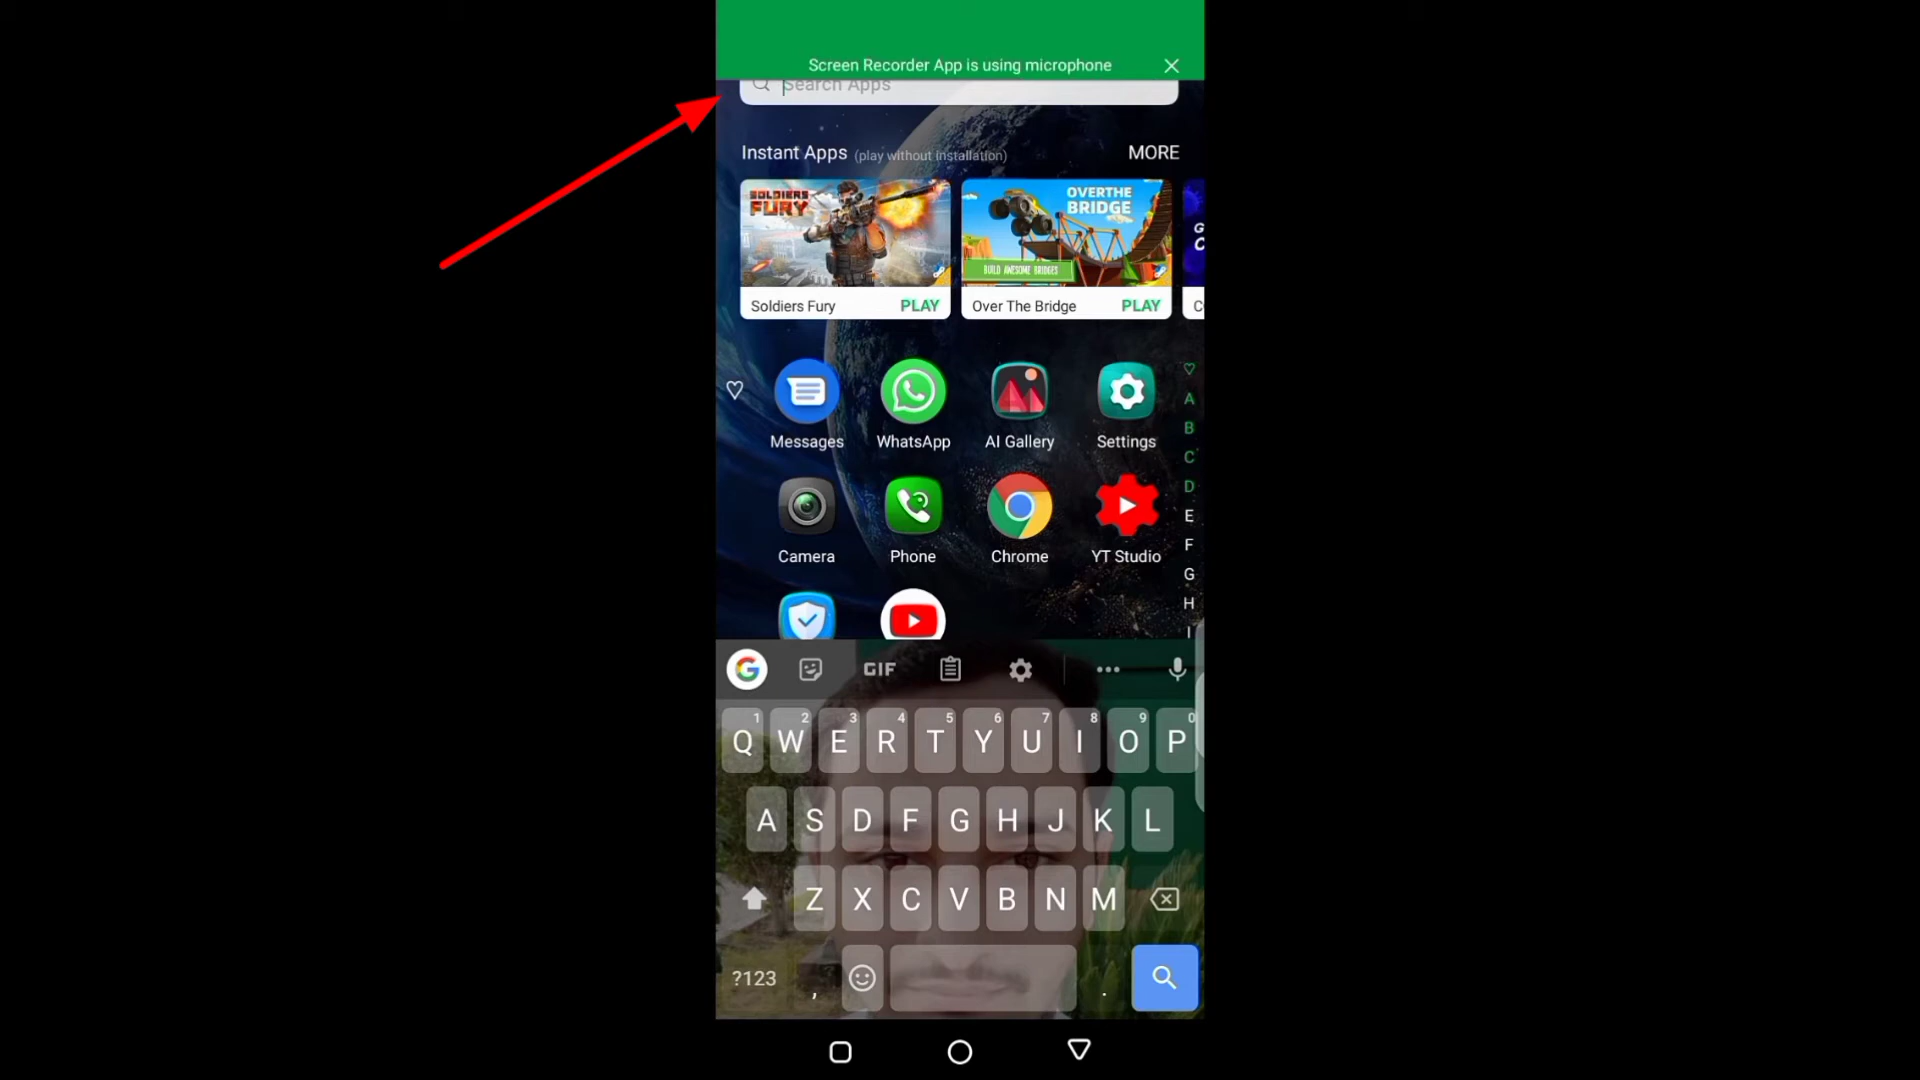 Screen Recorder App is using microphone
Search Apps
Instant Apps (play without installation) MORE
SOLDIERS
FURY
OVERTHE
BRIDGE
BUILD AWESOME BRIDGES
G
C
Soldiers Fury PLAY
Over The Bridge PLAY
C
Messages WhatsApp AI Gallery Settings
Camera Phone Chrome YT Studio
A
B
C
D
E
F
G
H
I
GIF
1 2 3 4 5 6 7 8 9 0
Q W E R T Y U I O P
A S D F G H J K L
Z X C V B N M
?123 , .